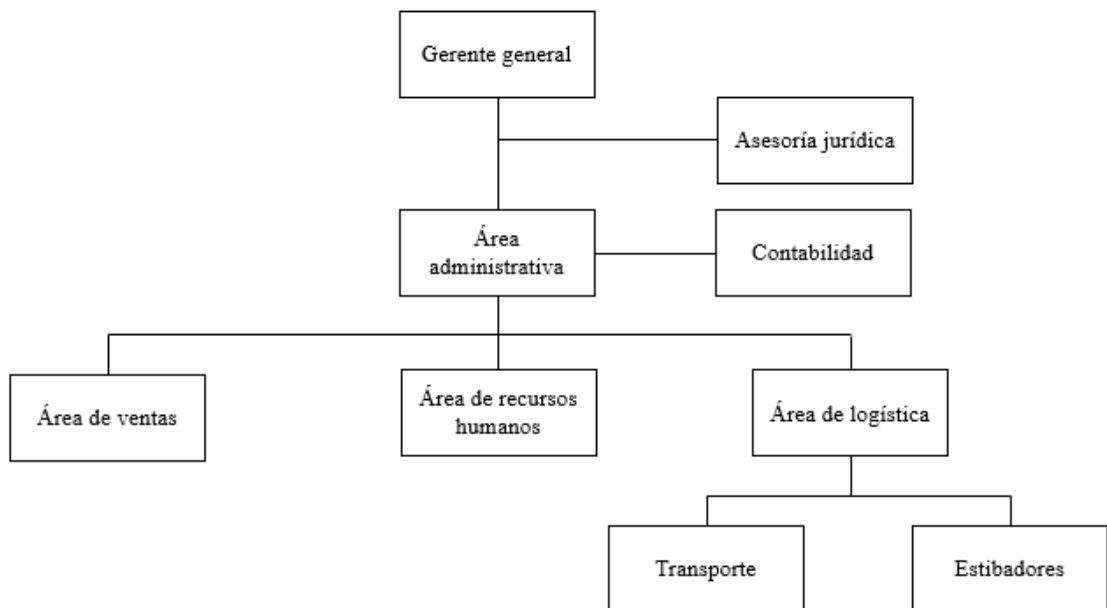 Gerente general
Asesoría jurídica
Área
administrativa
Contabilidad
Área de ventas
Área de recursos
humanos
Área de logística
Transporte
Estibadores